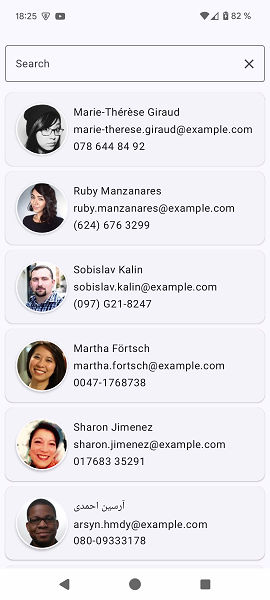 18:25
82 %
Search
Marie-Thérèse Giraud
marie-therese.giraud@example.com
078 644 84 92
Ruby Manzanares
ruby.manzanares@example.com
(624) 676 3299
Sobislav Kalin
sobislav.kalin@example.com
(097) G21-8247
Martha Förtsch
martha.fortsch@example.com
0047-1768738
Sharon Jimenez
sharon.jimenez@example.com
017683 35291
آرسین احمدی
arsyn.hmdy@example.com
080-09333178